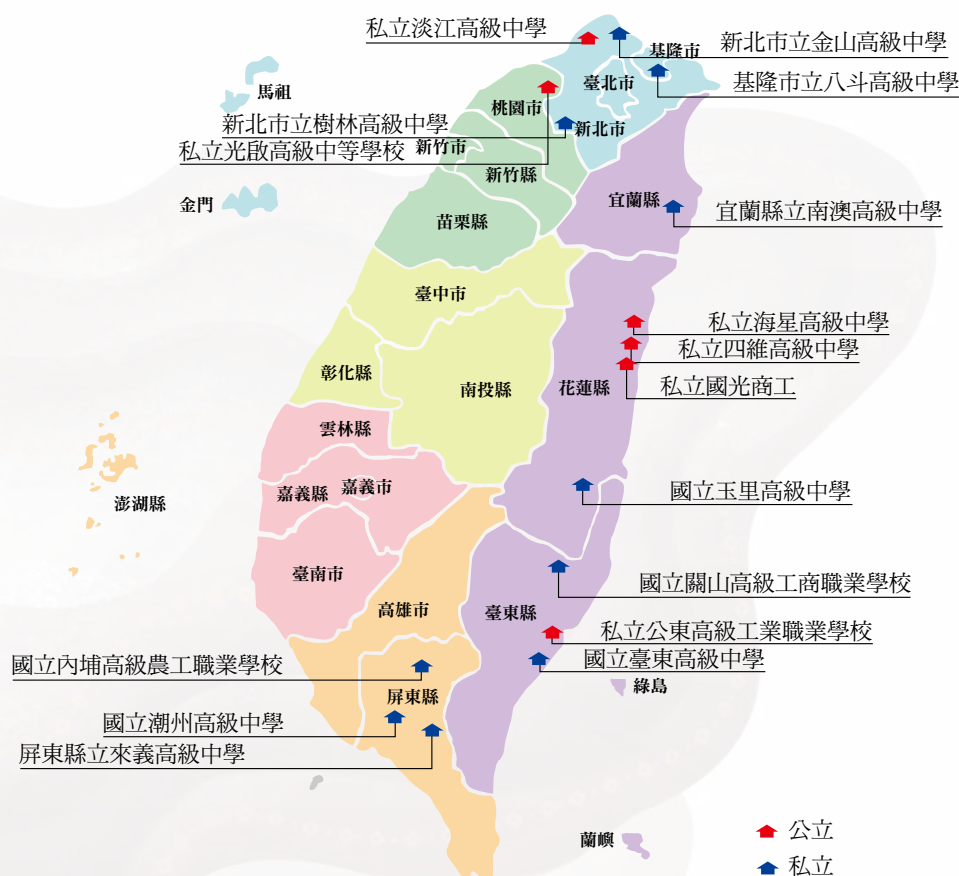 私立淡江高級中學
新北市立金山高級中學
基隆市
臺北市
基隆市立八斗高級中學
馬祖
桃園市
新北市立樹林高級中學
新北市
私立光啟高級中等學校
新竹市
新竹縣
金門
宜蘭縣
宜蘭縣立南澳高級中學
苗栗縣
臺中市
私立海星高級中學
私立四維高級中學
彰化縣
南投縣
花蓮縣
私立國光商工
雲林縣
嘉義縣
嘉義市
國立玉里高級中學
澎湖縣
臺南市
國立關山高級工商職業學校
高雄市
臺東縣
私立公東高級工業職業學校
國立內埔高級農工職業學校
國立臺東高級中學
綠島
屏東縣
國立潮州高級中學
屏東縣立來義高級中學
蘭嶼
公立
私立